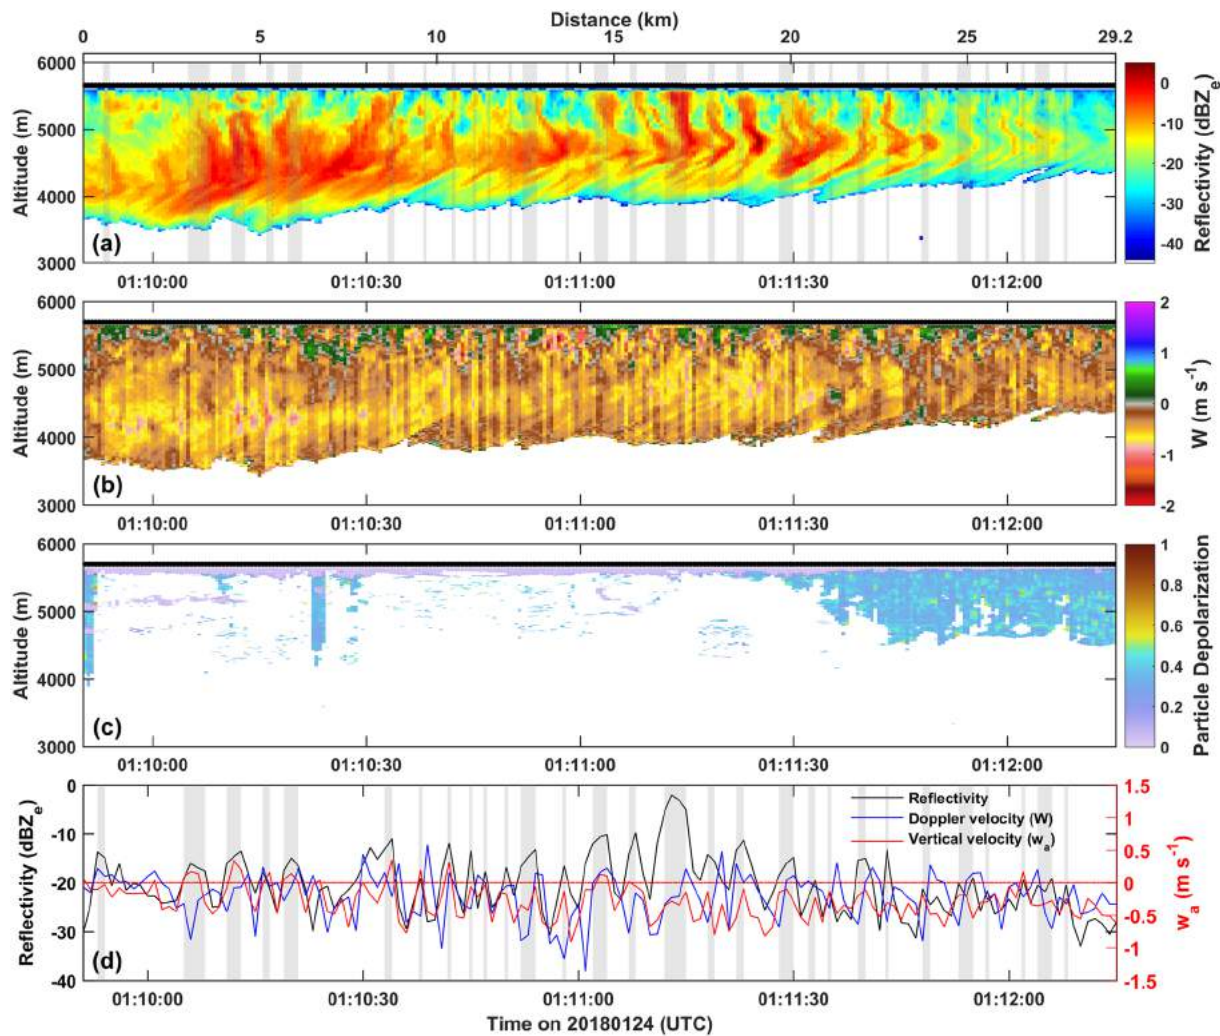 Distance (km)
0 5 10 15 20 25 29.2
6000
5000
4000
3000
Altitude (m)
(a)
0
-10
-20
-30
-40
Reflectivity (dBZe)
01:10:00 01:10:30 01:11:00 01:11:30 01:12:00
6000
5000
4000
3000
Altitude (m)
(b)
2
1
0
-1
-2
W (m s-1)
01:10:00 01:10:30 01:11:00 01:11:30 01:12:00
6000
5000
4000
3000
Altitude (m)
(c)
1
0.8
0.6
0.4
0.2
0
Particle Depolarization
01:10:00 01:10:30 01:11:00 01:11:30 01:12:00
0
-10
-20
-30
-40
Reflectivity (dBZe)
(d)
Reflectivity
Doppler velocity (W)
Vertical velocity (wa)
1.5
1
0.5
0
-0.5
-1
-1.5
wa (m s-1)
01:10:00 01:10:30 01:11:00 01:11:30 01:12:00
Time on 20180124 (UTC)